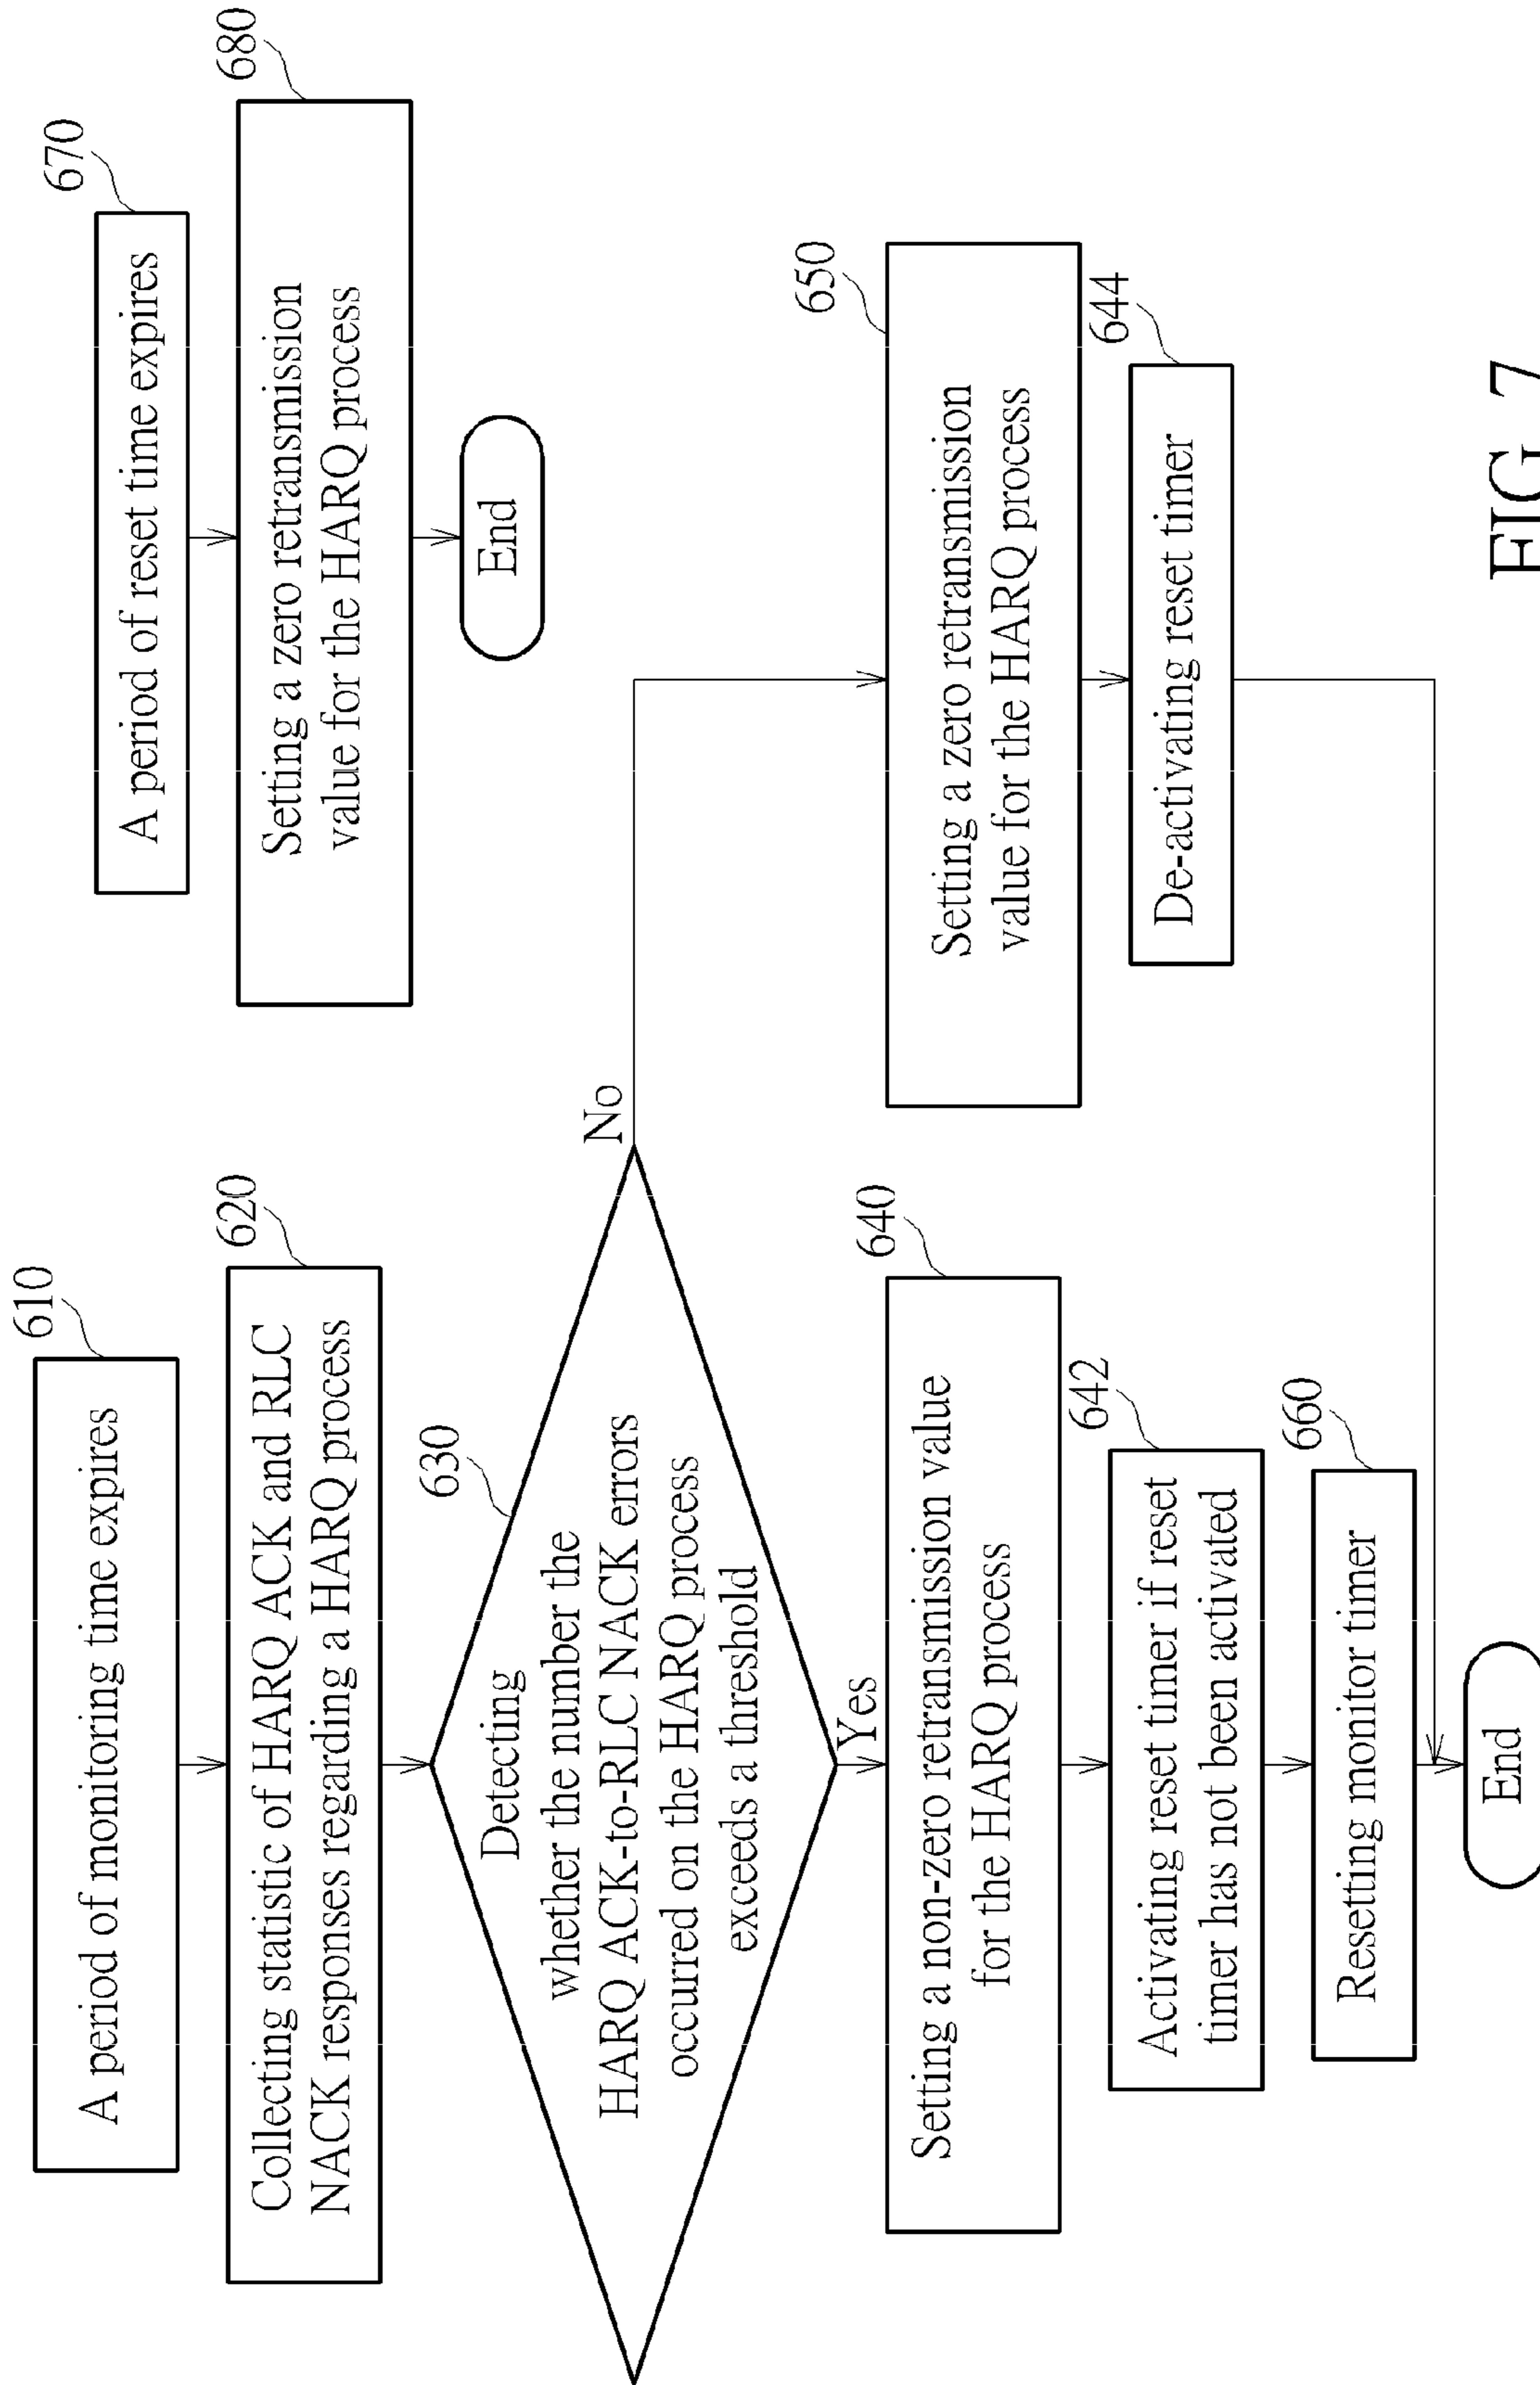 610
A period of monitoring time expires
620
Collecting statistic of HARQ ACK and RLC
NACK responses regarding a HARQ process
630
Detecting
whether the number the
HARQ ACK-to-RLC NACK errors
occurred on the HARQ process
exceeds a threshold
No
Yes
640
Setting a non-zero retransmission value
for the HARQ process
642
Activating reset timer if reset
timer has not been activated
660
Resetting monitor timer
End
670
A period of reset time expires
680
Setting a zero retransmission
value for the HARQ process
End
650
Setting a zero retransmission
value for the HARQ process
644
De-activating reset timer
FIG. 7